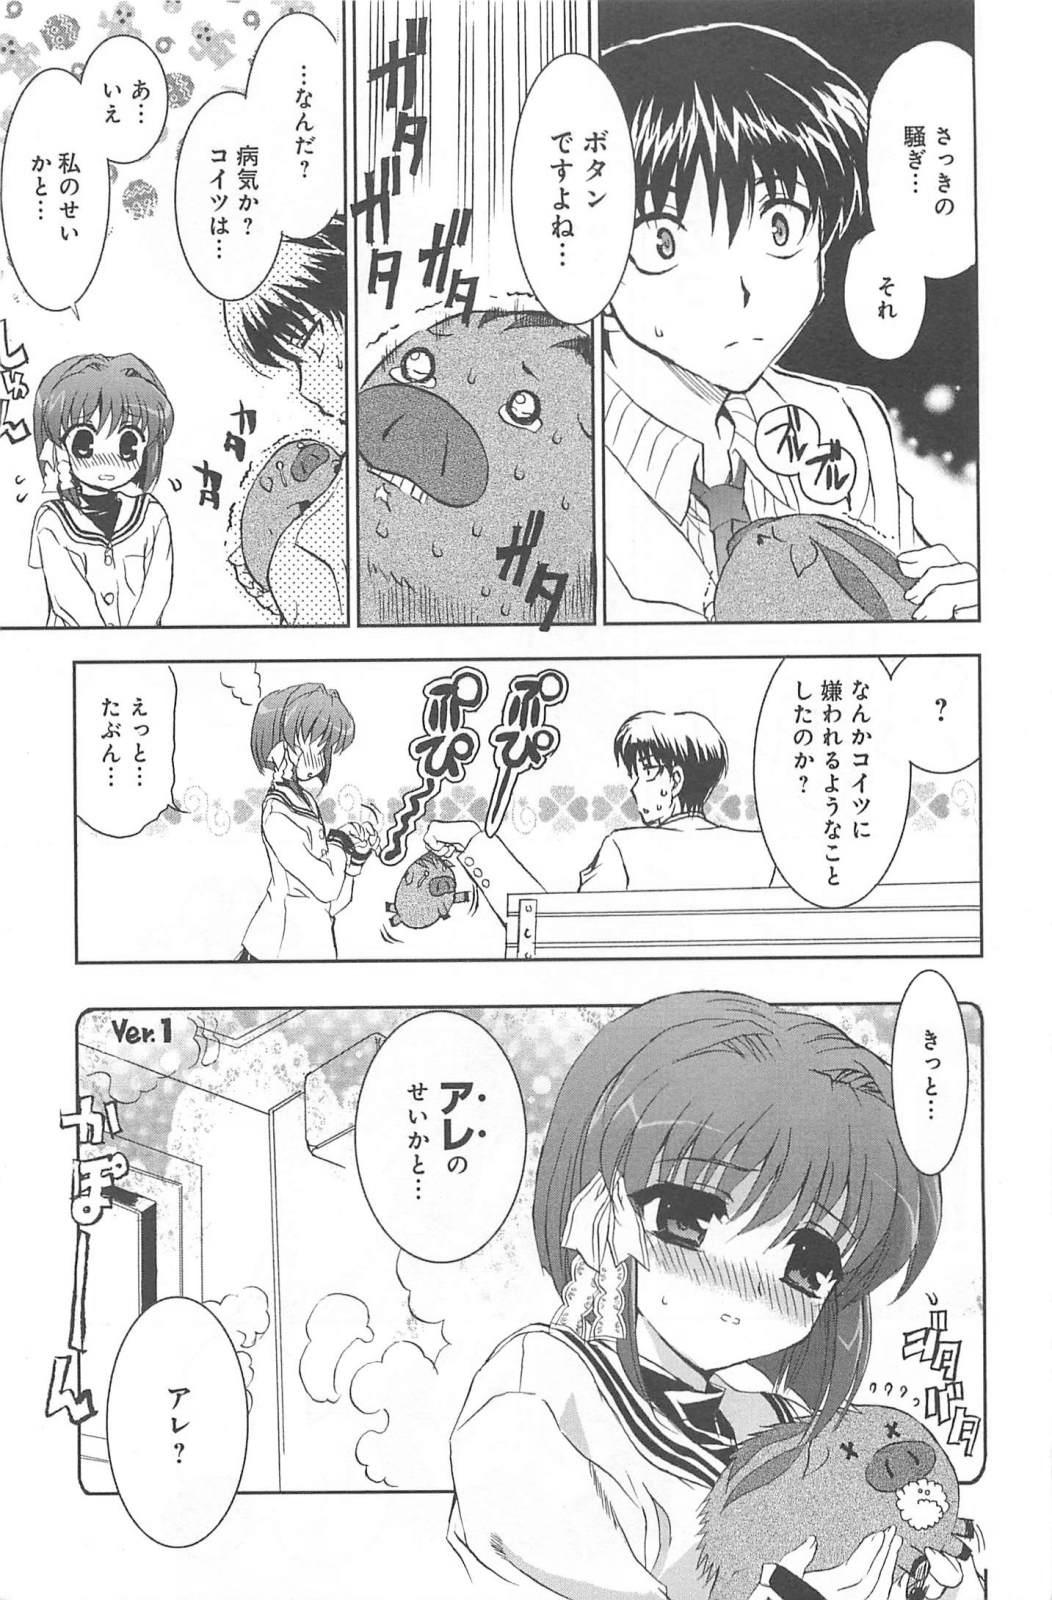 さっきの
騒ぎ…
それ
ブル
ブル
ボタン
ですよね…
ガタ
ガタ
ガタ
ガタ
ガタ
…なんだ?
病気か?
コイツは…
ガタ
ガタ
あ…
いえ
私のせい
かと…
しゅん
?
なんかコイツに
嫌われるようなこと
したのか?
ぷぴー
ぷぴー
えっと…
たぶん…
きっと…
Ver.1
アレの
せいかと…
ジタ
バタ
かぽーん
アレ?